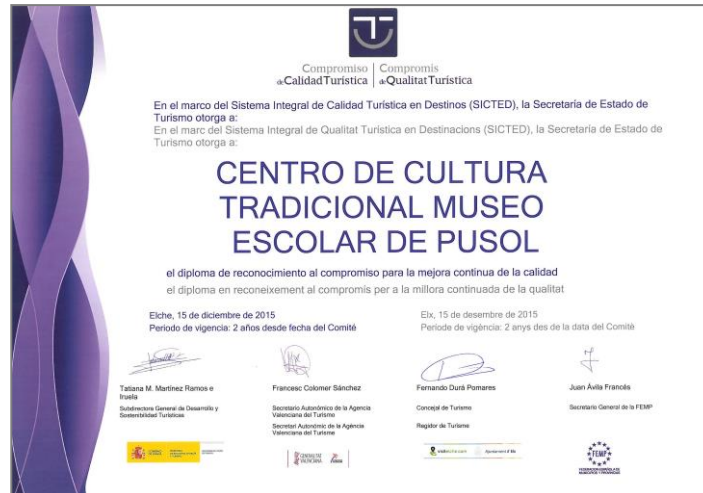 Compromiso
de Calidad Turística
Compromís
de Qualitat Turística
En el marco del Sistema Integral de Calidad Turística en Destinos (SICTED), la Secretaría de Estado de
Turismo otorga a:
En el marc del Sistema Integral de Qualitat Turística en Destinacions (SICTED), la Secretaría de Estado de
Turismo otorga a:
CENTRO DE CULTURA
TRADICIONAL MUSEO
ESCOLAR DE PUSOL
el diploma de reconocimiento al compromiso para la mejora continua de la calidad
el diploma en reconeixement al compromís per a la millora continuada de la qualitat
Elche, 15 de diciembre de 2015
Periodo de vigencia: 2 años desde fecha del Comité
Elx, 15 de desembre de 2015
Període de vigència: 2 anys des de la data del Comité
Tatiana M. Martínez Ramos e
Iruela
Subdirectora General de Desarrollo y
Sostenibilidad Turísticas
Francesc Colomer Sánchez
Secretario Autonómico de la Agencia
Valenciana del Turisme
Secretari Autonòmic de la Agència
Valenciana del Turisme
Fernando Durá Pomares
Concejal de Turismo
Regidor de Turisme
Juan Ávila Francés
Secretario General de la FEMP
GENERALITAT
VALENCIANA
FEMP
FEDERACIÓN ESPAÑOLA DE
MUNICIPIOS Y PROVINCIAS